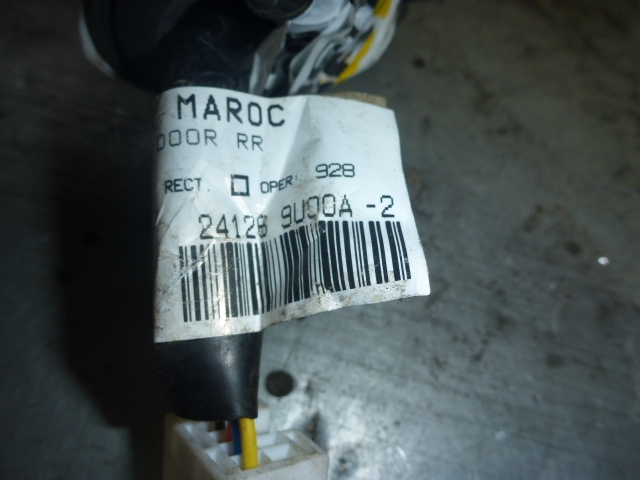 MAROC
DOOR RR
RECT. OPER: 928
24128 9U00A -2